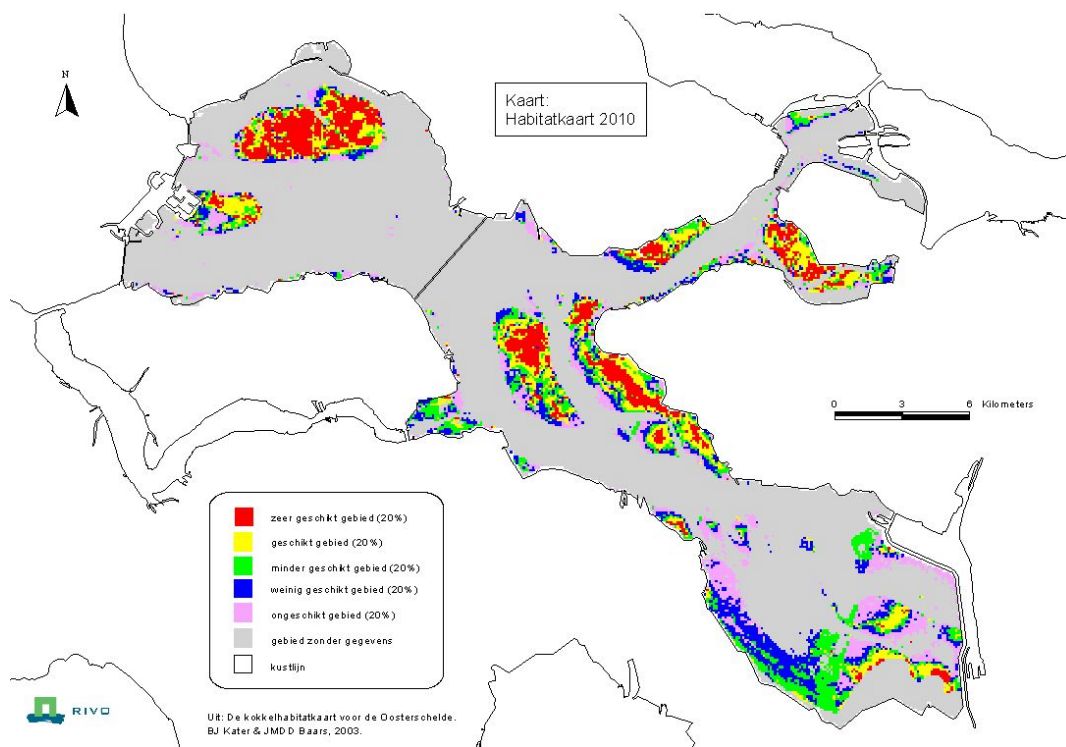 N
Kaart:
Habitatkaart 2010
0 3 6 Kilometers
zeer geschikt gebied (20%)
geschikt gebied (20%)
minder geschikt gebied (20%)
weinig geschikt gebied (20%)
ongeschikt gebied (20%)
gebied zonder gegevens
kustlijn
RIVO
Uit: De kokkelhabitatkaart voor de Oosterschelde.
BJ Kater & JMDD Baars, 2003.